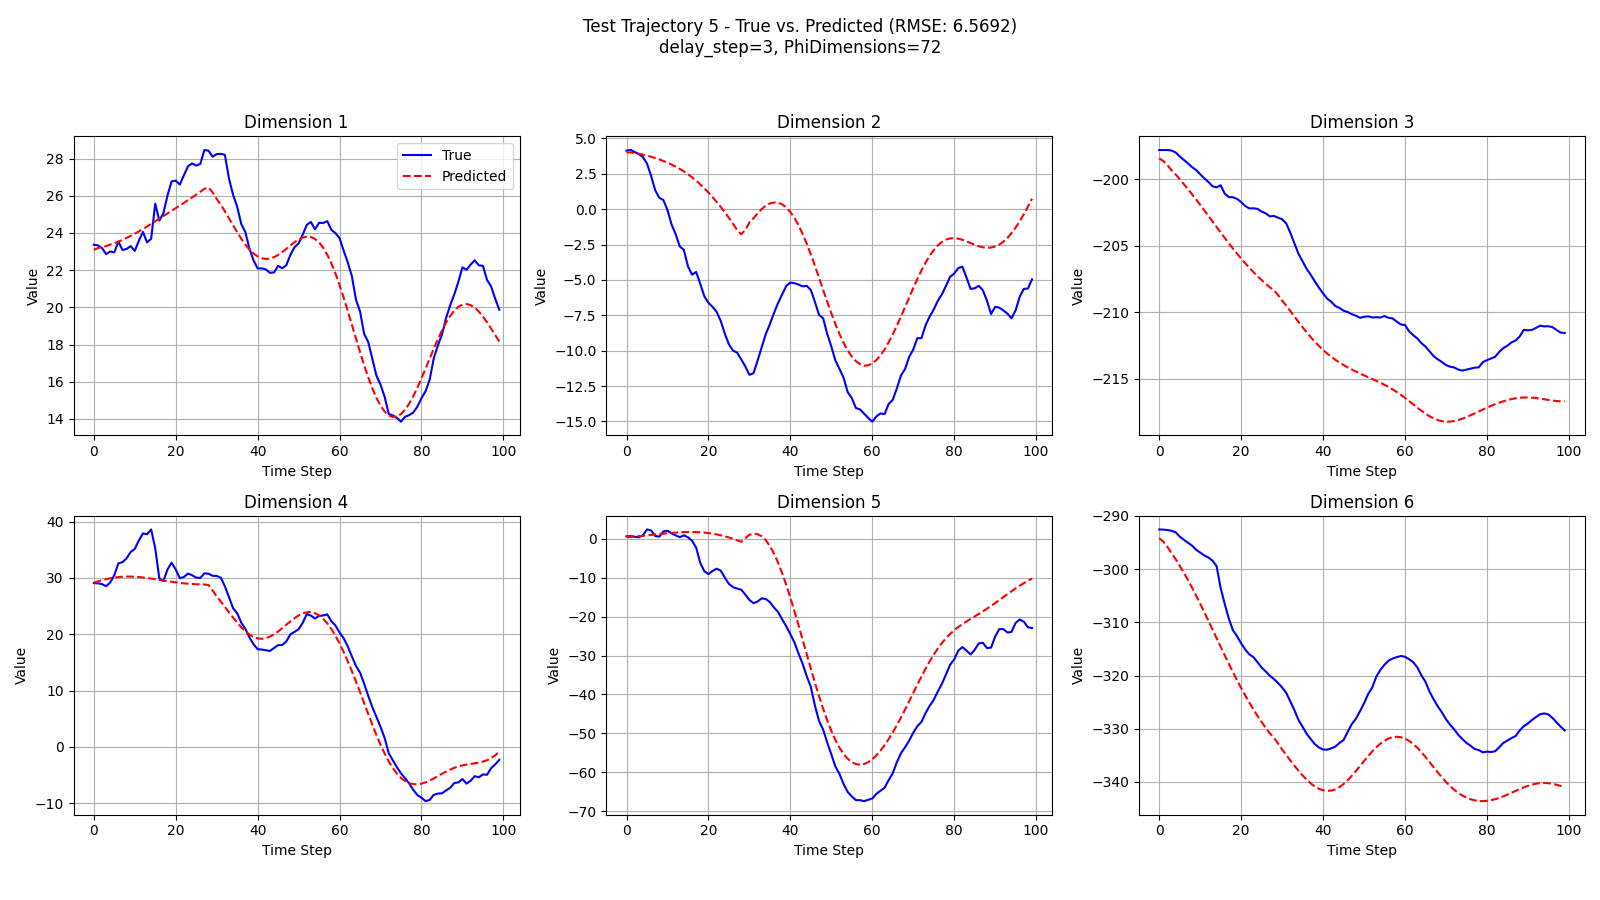 Test Trajectory 5 - True vs. Predicted (RMSE: 6.5692)
delay_step=3, PhiDimensions=72
Dimension 1
Value
28
26
24
22
20
18
16
14
True
Predicted
0 20 40 60 80 100
Time Step
Dimension 2
Value
5.0
2.5
0.0
−2.5
−5.0
−7.5
−10.0
−12.5
−15.0
0 20 40 60 80 100
Time Step
Dimension 3
Value
−200
−205
−210
−215
0 20 40 60 80 100
Time Step
Dimension 4
Value
40
30
20
10
0
−10
0 20 40 60 80 100
Time Step
Dimension 5
Value
0
−10
−20
−30
−40
−50
−60
−70
0 20 40 60 80 100
Time Step
Dimension 6
Value
−290
−300
−310
−320
−330
−340
0 20 40 60 80 100
Time Step